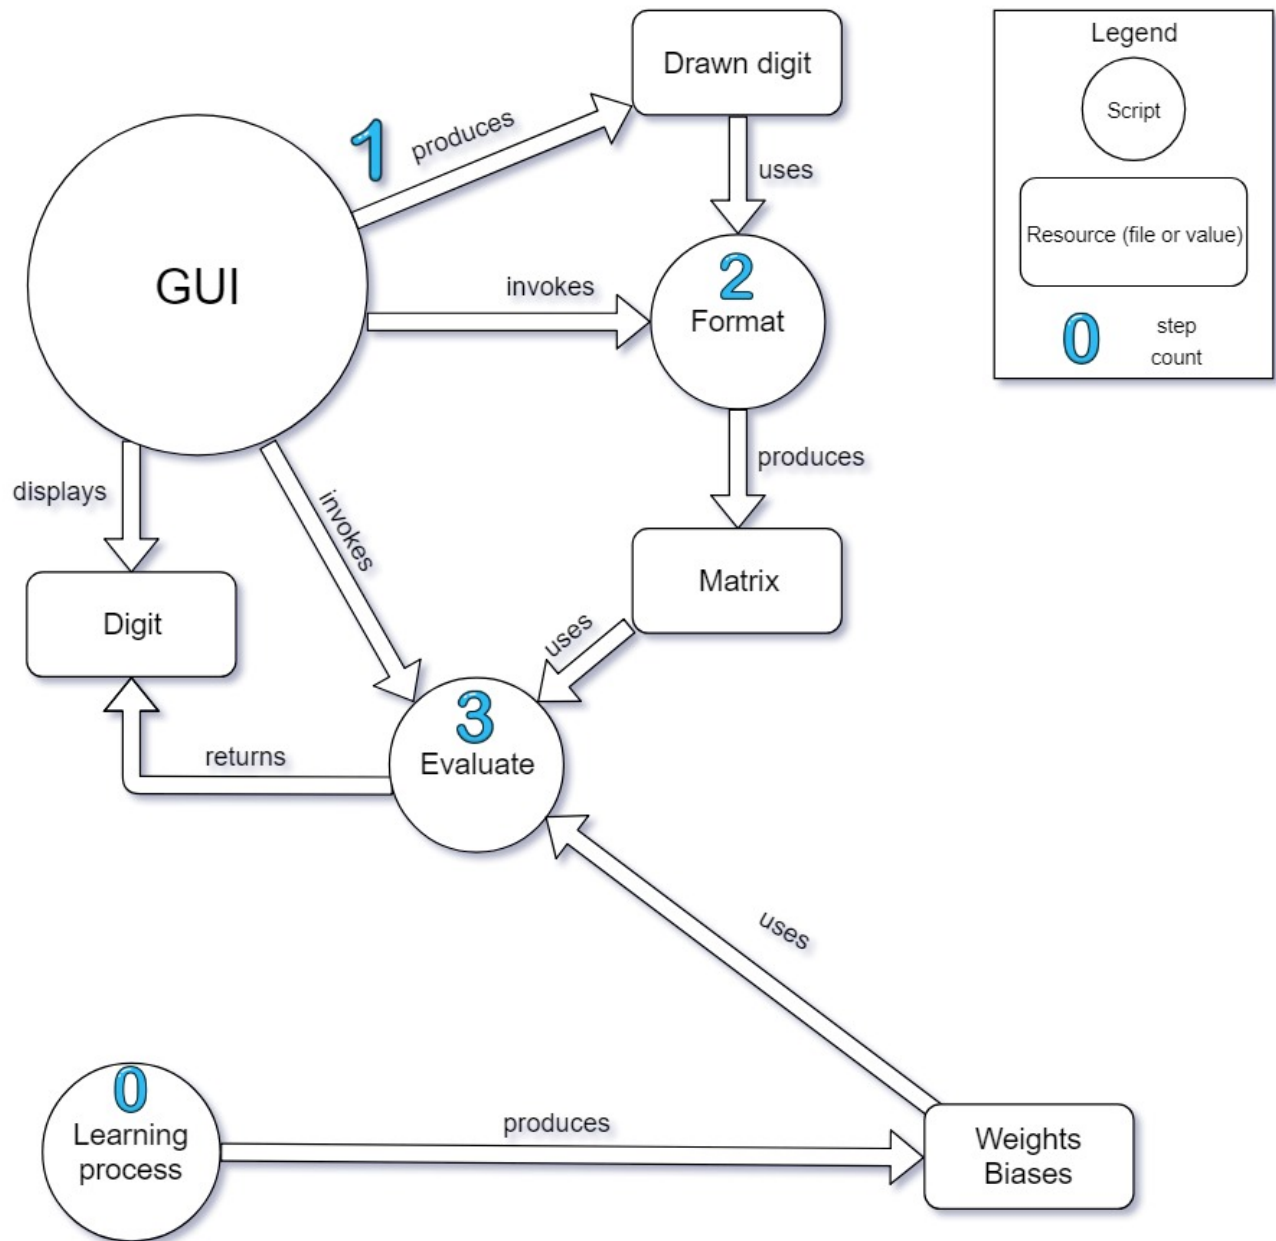 Drawn digit
Legend
Script
1
produces
uses
Resource (file or value)
GUI
invokes
2
Format
0
step
count
produces
displays
invokes
Matrix
Digit
uses
3
Evaluate
returns
uses
0
Learning
process
produces
Weights
Biases